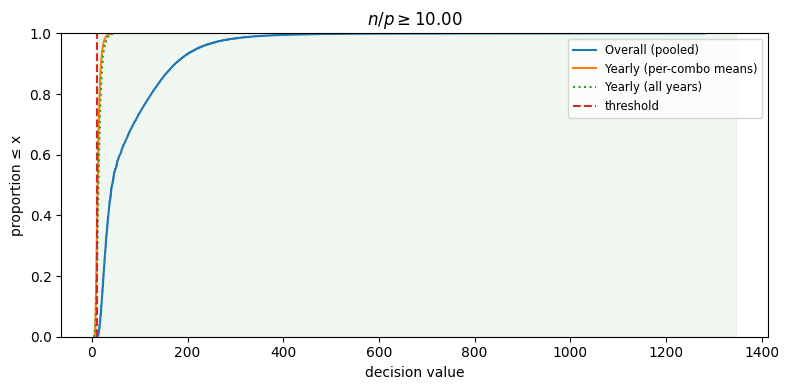 n/p ≥ 10.00
proportion ≤ x
1.0
0.8
0.6
0.4
0.2
0.0
Overall (pooled)
Yearly (per-combo means)
Yearly (all years)
threshold
0 200 400 600 800 1000 1200 1400
decision value